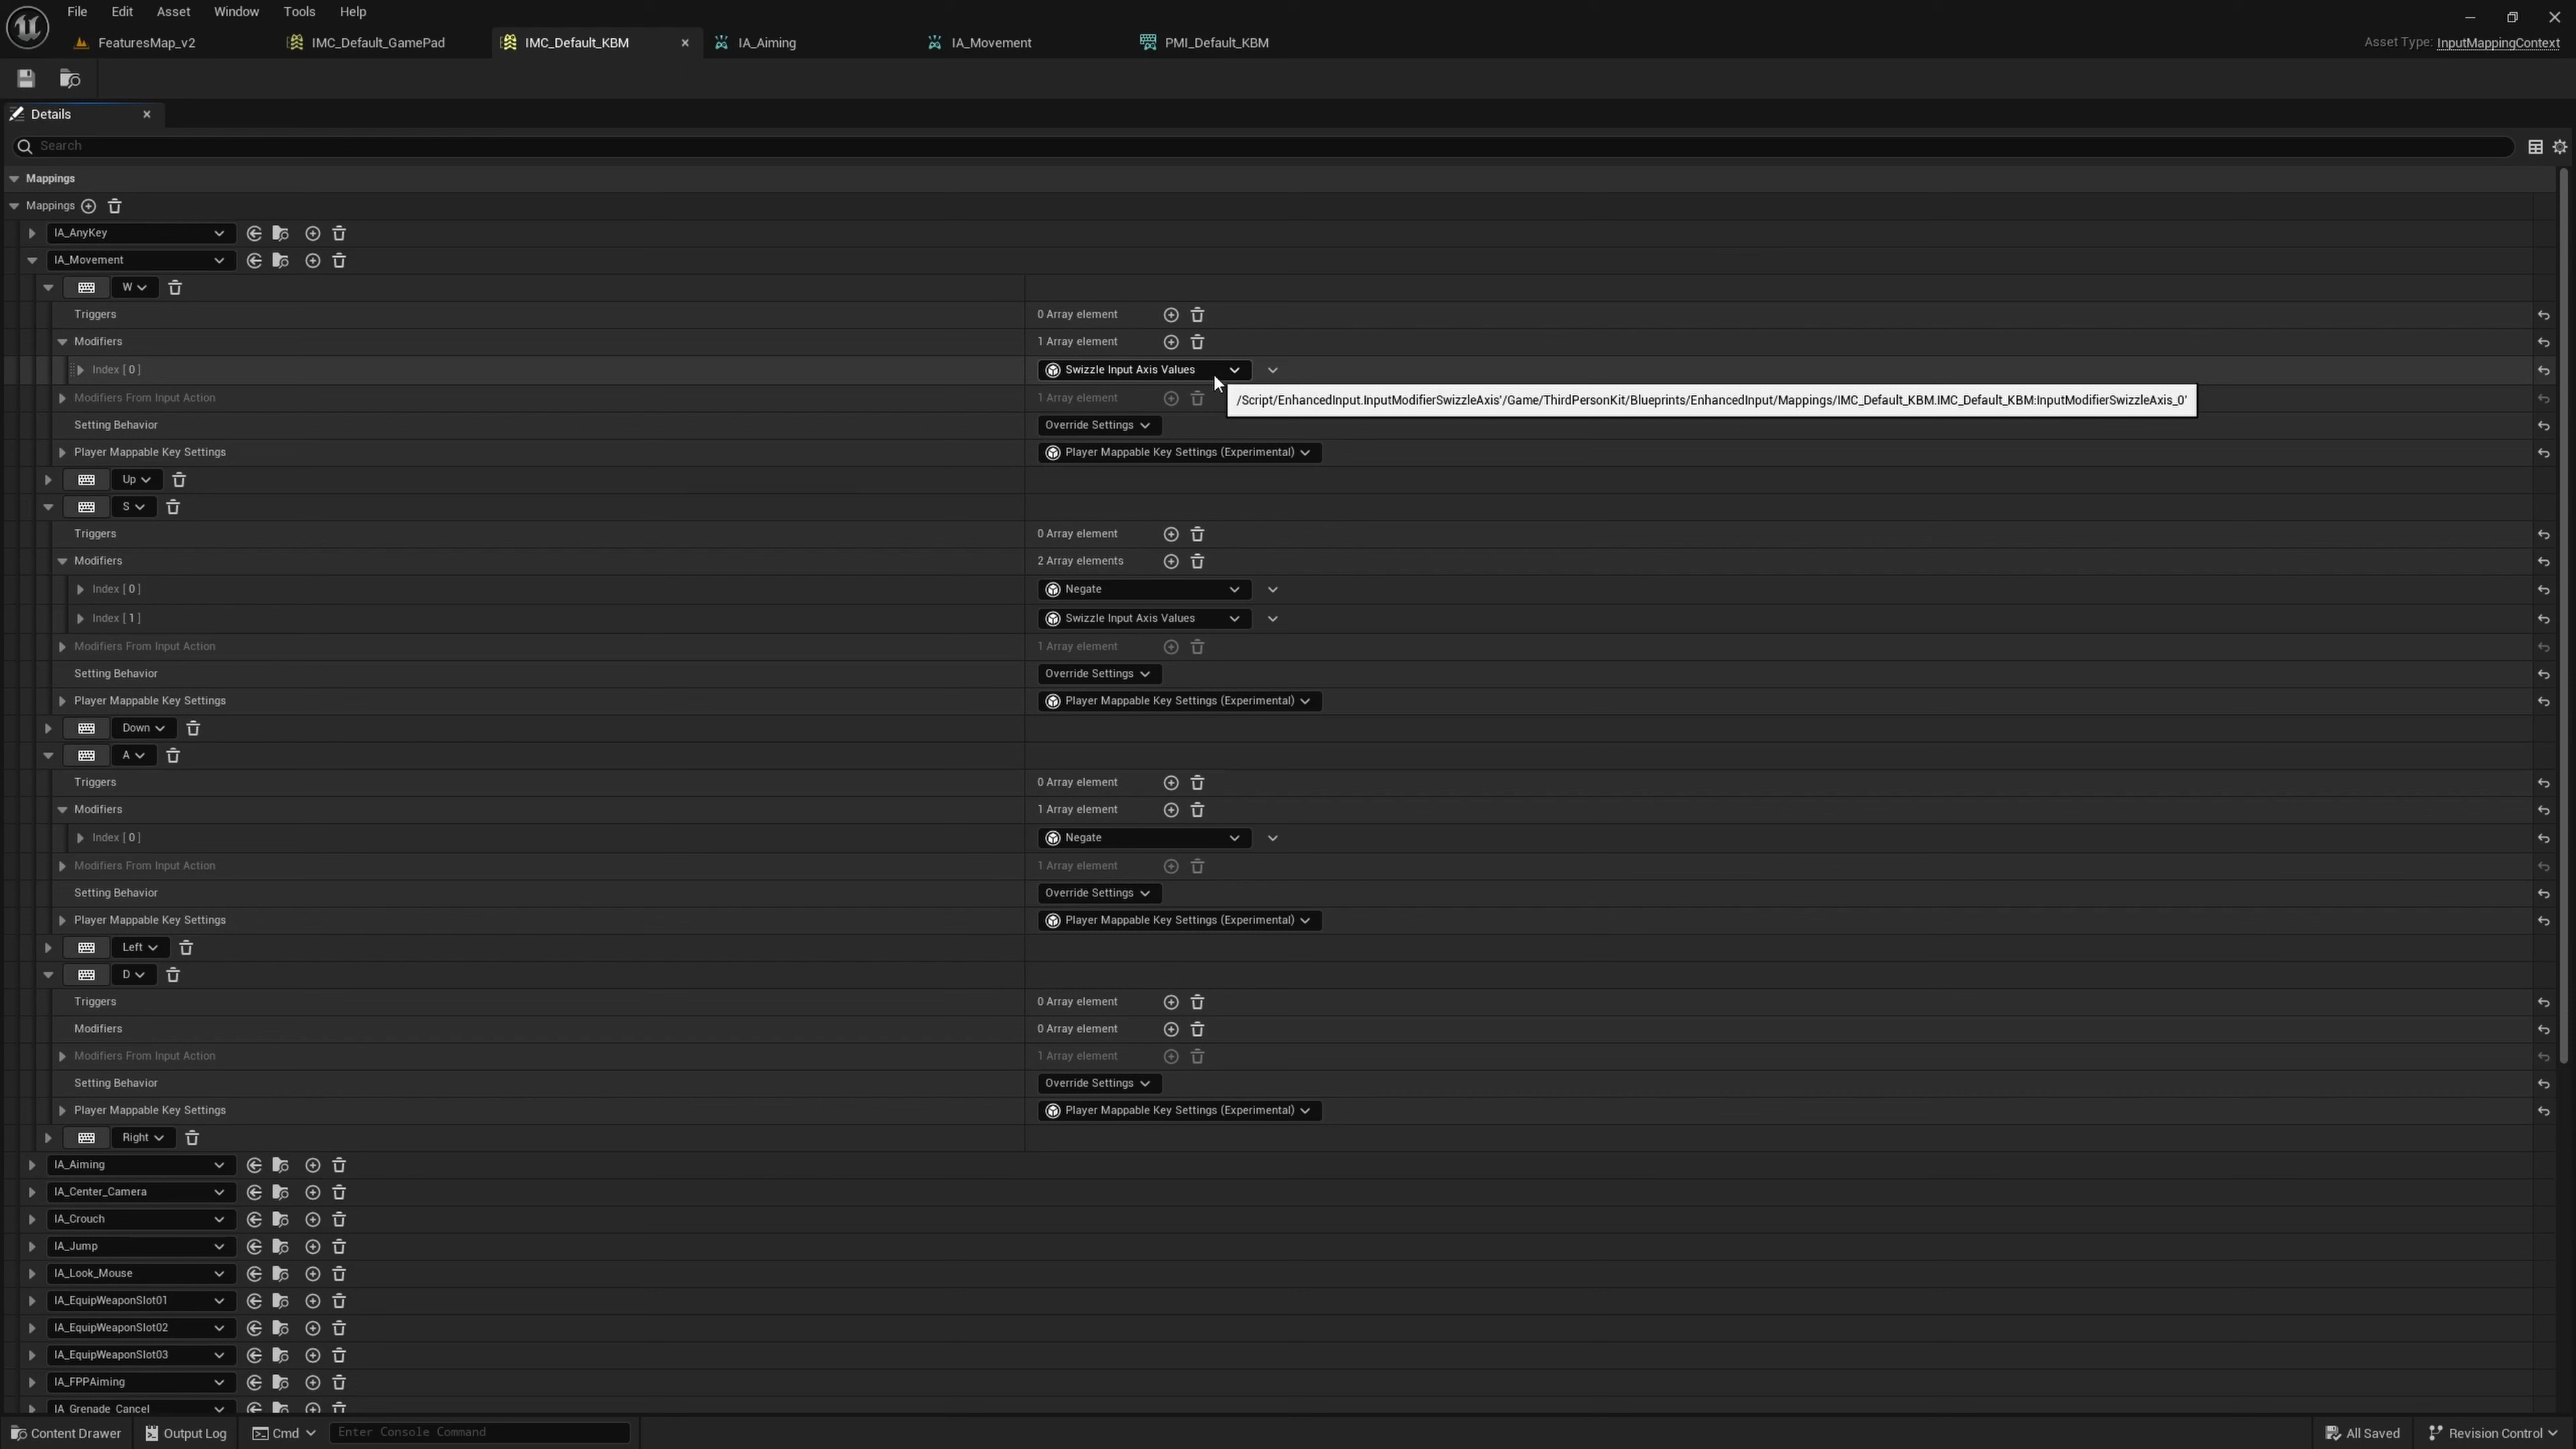 File Edit Asset Window Tools Help
FeaturesMap_v2 IMC_Default_GamePad IMC_Default_KBM IA_Aiming IA_Movement PMI_Default_KBM Asset Type: InputMappingContext
Details
Search
Mappings
Mappings
IA_AnyKey
IA_Movement
W
Triggers 0 Array element
Modifiers 1 Array element
Index [ 0 ] Swizzle Input Axis Values
Modifiers From Input Action 1 Array element /Script/EnhancedInput.InputModifierSwizzleAxis'/Game/ThirdPersonKit/Blueprints/EnhancedInput/Mappings/IMC_Default_KBM.IMC_Default_KBM:InputModifierSwizzleAxis_0'
Setting Behavior Override Settings
Player Mappable Key Settings Player Mappable Key Settings (Experimental)
Up
S
Triggers 0 Array element
Modifiers 2 Array elements
Index [ 0 ] Negate
Index [ 1 ] Swizzle Input Axis Values
Modifiers From Input Action 1 Array element
Setting Behavior Override Settings
Player Mappable Key Settings Player Mappable Key Settings (Experimental)
Down
A
Triggers 0 Array element
Modifiers 1 Array element
Index [ 0 ] Negate
Modifiers From Input Action 1 Array element
Setting Behavior Override Settings
Player Mappable Key Settings Player Mappable Key Settings (Experimental)
Left
D
Triggers 0 Array element
Modifiers 0 Array element
Modifiers From Input Action 1 Array element
Setting Behavior Override Settings
Player Mappable Key Settings Player Mappable Key Settings (Experimental)
Right
IA_Aiming
IA_Center_Camera
IA_Crouch
IA_Jump
IA_Look_Mouse
IA_EquipWeaponSlot01
IA_EquipWeaponSlot02
IA_EquipWeaponSlot03
IA_FPPAiming
IA_Grenade_Cancel
Content Drawer Output Log Cmd Enter Console Command All Saved Revision Control